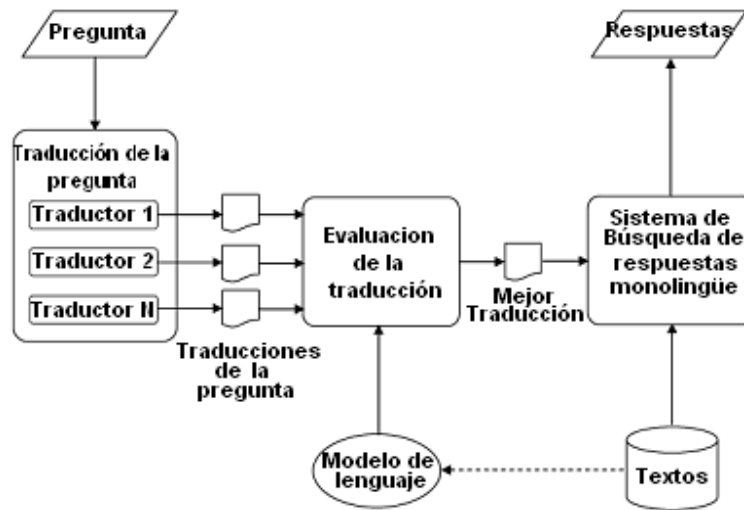 Pregunta
Respuestas
Traducción de la
pregunta
Traductor 1
Traductor 2
Traductor N
Traducciones
de la
pregunta
Evaluacion
de la
traducción
Mejor
Traducción
Sistema de
Búsqueda de
respuestas
monolingüe
Modelo de
lenguaje
Textos